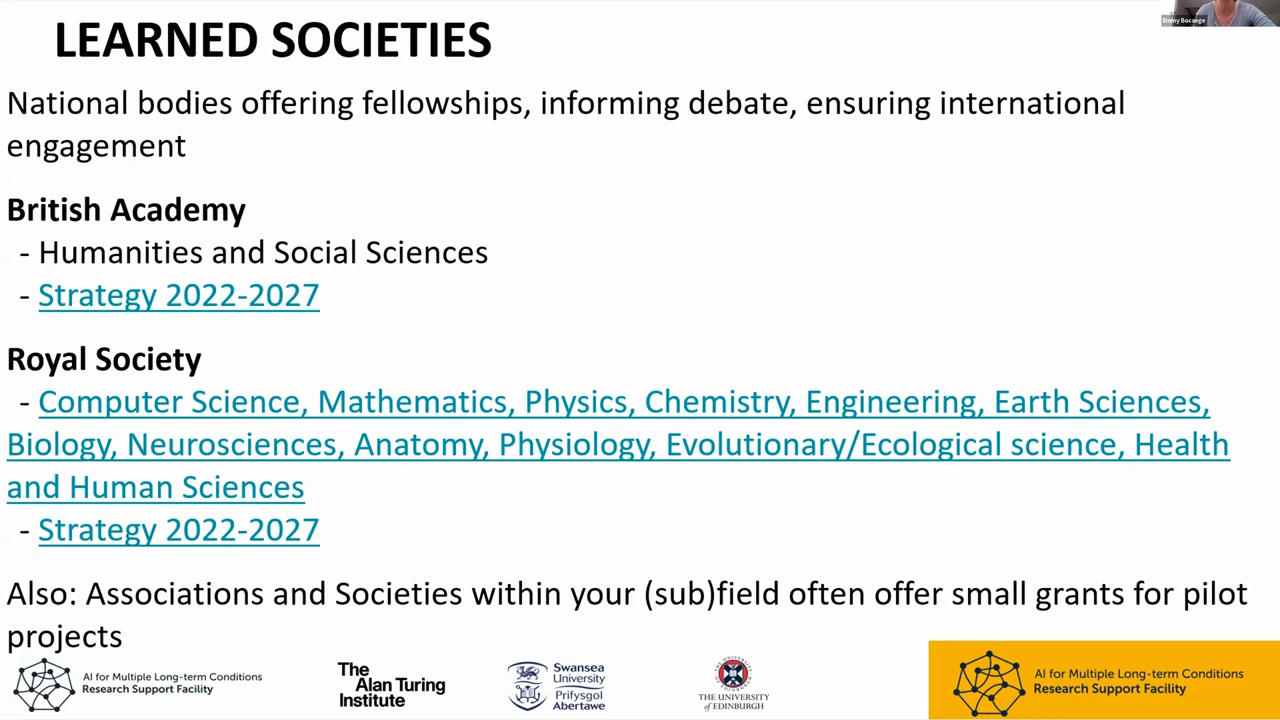 LEARNED SOCIETIES
Emmy Bocaege
National bodies offering fellowships, informing debate, ensuring international
engagement
British Academy
- Humanities and Social Sciences
- Strategy 2022-2027
Royal Society
- Computer Science, Mathematics, Physics, Chemistry, Engineering, Earth Sciences,
Biology, Neurosciences, Anatomy, Physiology, Evolutionary/Ecological science, Health
and Human Sciences
- Strategy 2022-2027
Also: Associations and Societies within your (sub)field often offer small grants for pilot
projects
AI for Multiple Long-term Conditions
Research Support Facility
The
Alan Turing
Institute
Swansea
University
Prifysgol
Abertawe
THE UNIVERSITY
of EDINBURGH
AI for Multiple Long-term Conditions
Research Support Facility